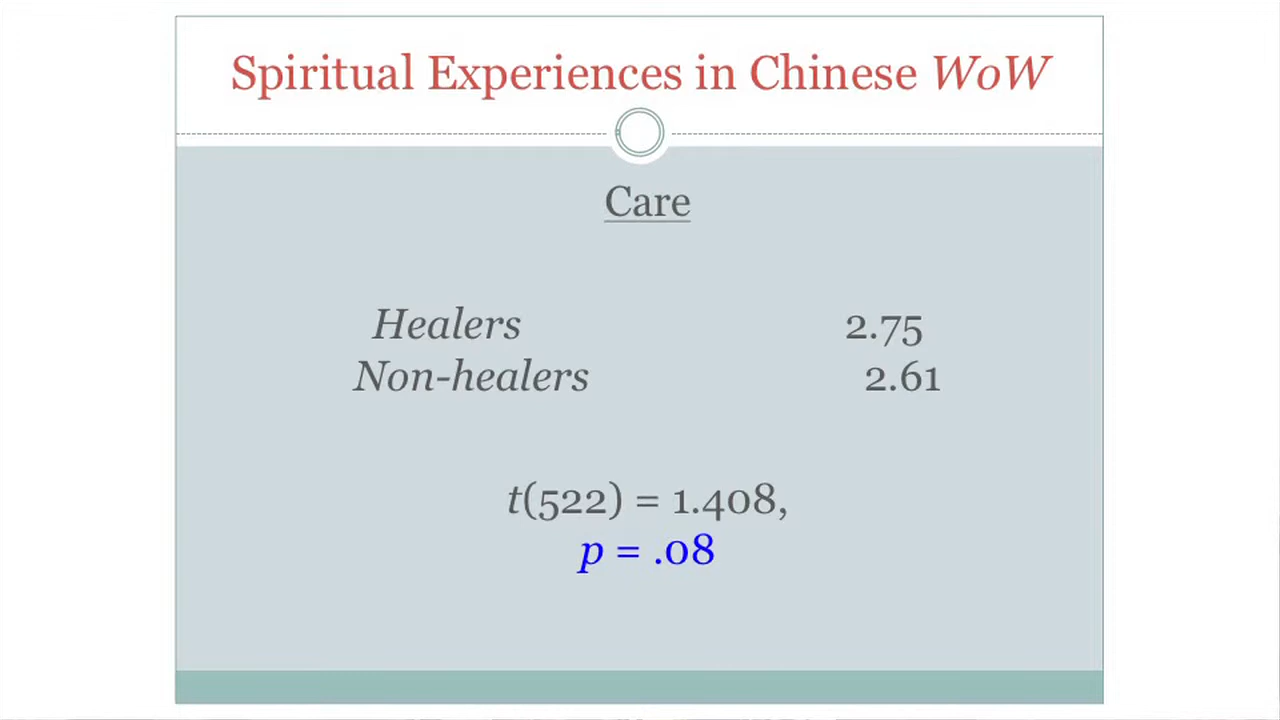 Spiritual Experiences in Chinese WoW
Care
Healers 2.75
Non-healers 2.61
t(522) = 1.408,
p = .08